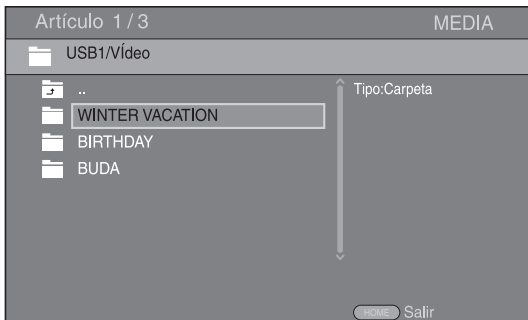 Artículo 1/3 MEDIA
USB1/Vídeo
..
Tipo:Carpeta
WINTER VACATION
BIRTHDAY
BUDA
HOME Salir